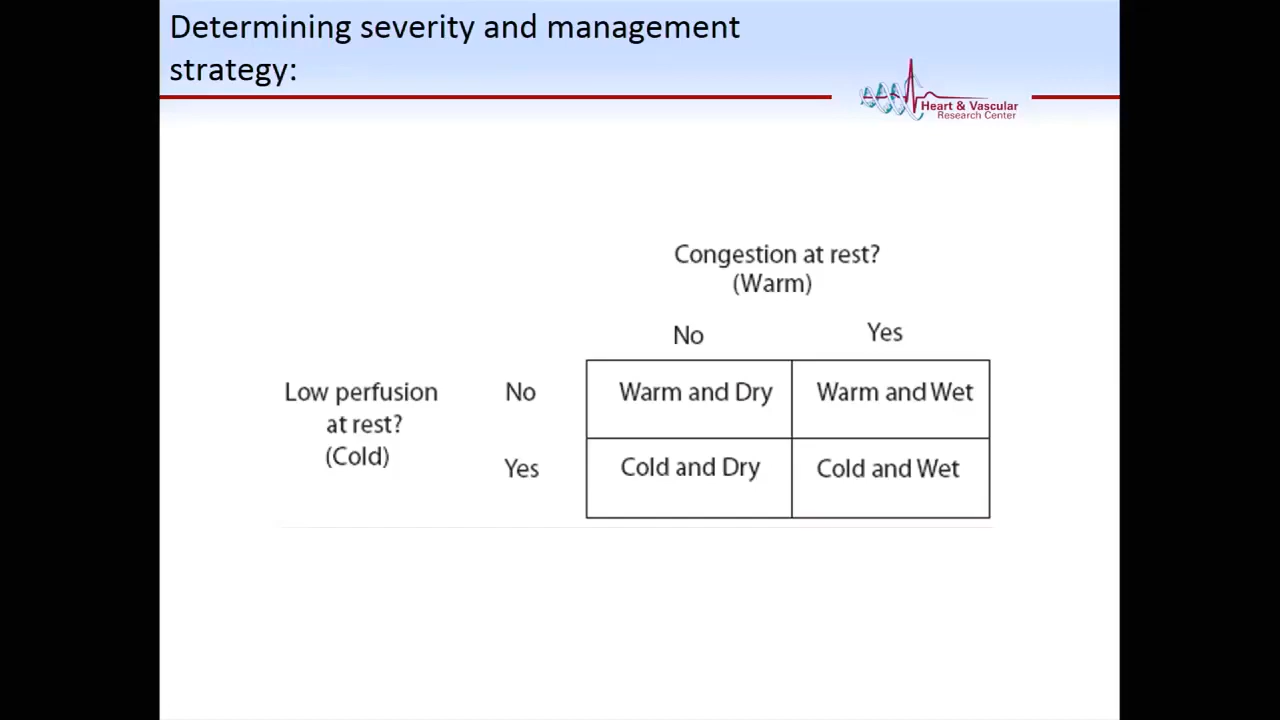 Determining severity and management
strategy:
Heart & Vascular
Research Center
Congestion at rest?
(Warm)
No
Yes
Low perfusion
at rest?
(Cold)
No
Warm and Dry
Warm and Wet
Yes
Cold and Dry
Cold and Wet